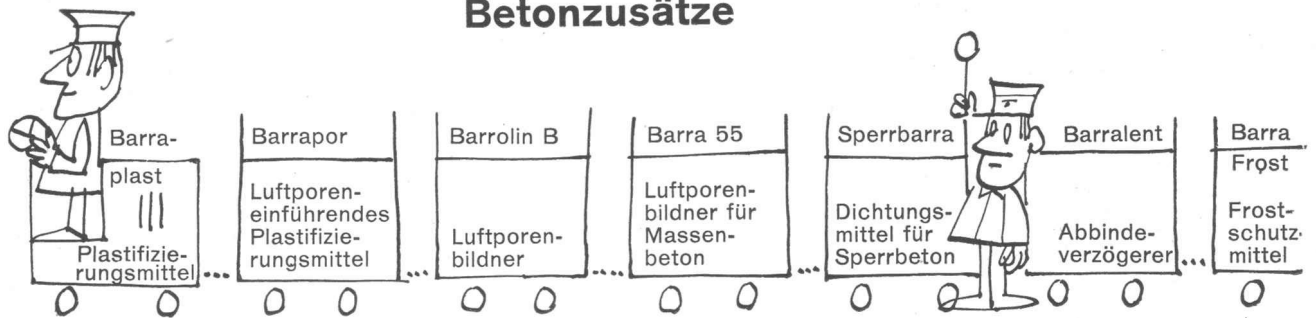 Betonzusätze
Barra-
plast
Plastifizie-
rungsmittel
Barrapor
Luftporen-
einführendes
Plastifizie-
rungsmittel
Barrolin B
Luftporen-
bildner
Barra 55
Luftporen-
bildner für
Massen-
beton
Sperrbarra
Dichtungs-
mittel für
Sperrbeton
Barralent
Abbinde-
verzögerer
Barra
Frost
Frost-
schutz-
mittel